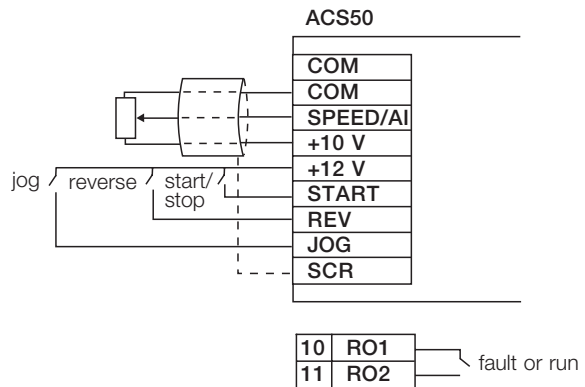 ACS50
COM
COM
SPEED/AI
+10 V
+12 V
START
REV
JOG
SCR
jog
reverse
start/
stop
10 RO1
11 RO2
fault or run